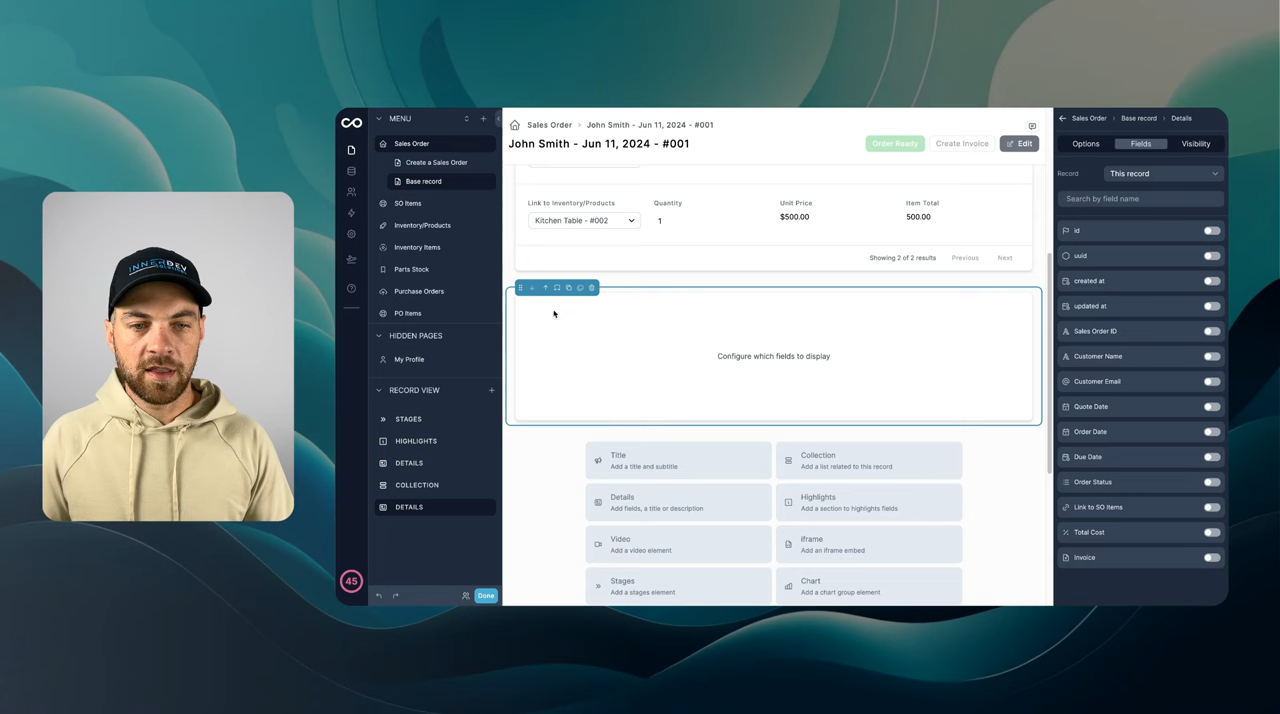 INNERDEV
MENU
Sales Order
Create a Sales Order
Base record
SO Items
Inventory/Products
Inventory Items
Parts Stock
Purchase Orders
PO Items
HIDDEN PAGES
My Profile
RECORD VIEW
STAGES
HIGHLIGHTS
DETAILS
COLLECTION
DETAILS
45
Done
Sales Order
John Smith - Jun 11, 2024 - #001
John Smith - Jun 11, 2024 - #001
Order Ready
Create Invoice
Edit
Link to Inventory/Products
Quantity
Unit Price
Item Total
Kitchen Table - #002
1
$500.00
500.00
Showing 2 of 2 results
Previous
Next
Configure which fields to display
Title
Add a title and subtitle
Collection
Add a list related to this record
Details
Add fields, a title or description
Highlights
Add a section to highlights fields
Video
Add a video element
iframe
Add an iframe embed
Stages
Add a stages element
Chart
Add a chart group element
Sales Order
Base record
Details
Options
Fields
Visibility
Record
This record
Search by field name
id
uuid
created at
updated at
Sales Order ID
Customer Name
Customer Email
Quote Date
Order Date
Due Date
Order Status
Link to SO Items
Total Cost
Invoice